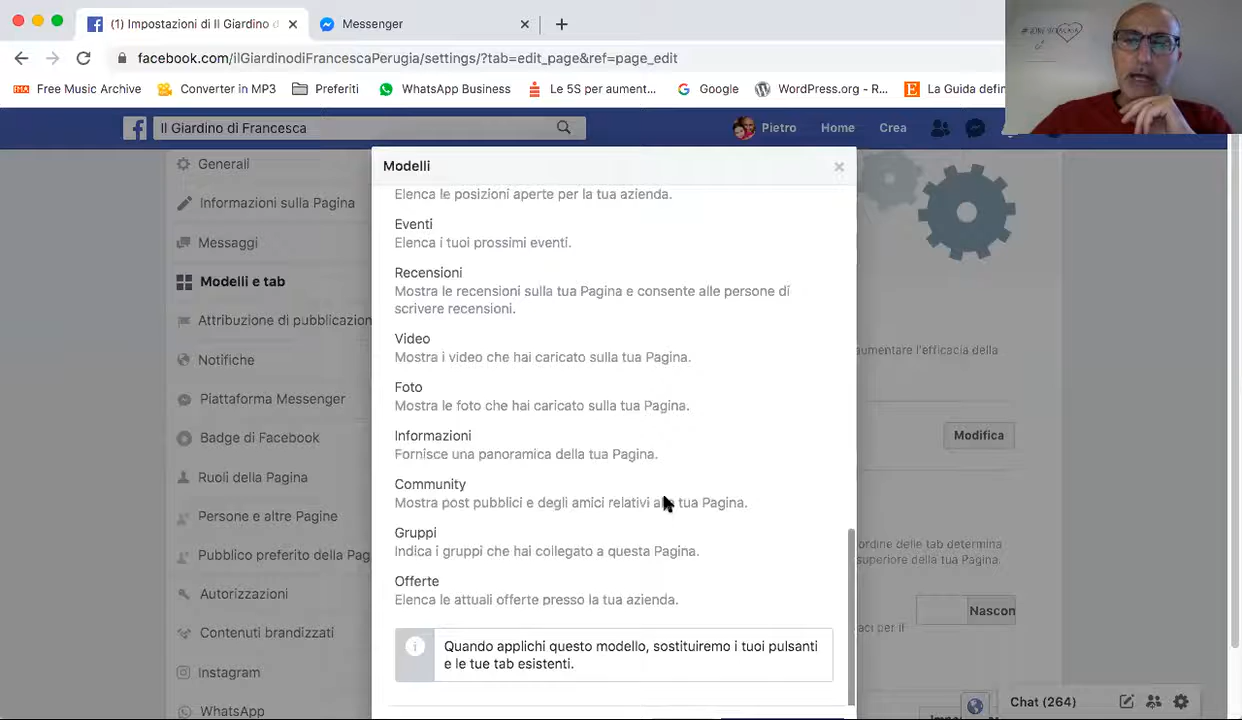 (1) Impostazioni di Il Giardino d
Messenger
facebook.com/ilGiardinodiFrancescaPerugia/settings/?tab=edit_page&ref=page_edit
IMA Free Music Archive
Converter in MP3
Preferiti
WhatsApp Business
Le 5S per aument...
Google
WordPress.org - R...
La Guida defin
Il Giardino di Francesca
Pietro
Home
Crea
Generali
Informazioni sulla Pagina
Messaggi
Modelli e tab
Attribuzione di pubblicazion
Notifiche
Piattaforma Messenger
Badge di Facebook
Ruoli della Pagina
Persone e altre Pagine
Pubblico preferito della Pag
Autorizzazioni
Contenuti brandizzati
Instagram
WhatsApp
Modelli
Elenca le posizioni aperte per la tua azienda.
Eventi
Elenca i tuoi prossimi eventi.
Recensioni
Mostra le recensioni sulla tua Pagina e consente alle persone di
scrivere recensioni.
Video
Mostra i video che hai caricato sulla tua Pagina.
Foto
Mostra le foto che hai caricato sulla tua Pagina.
Informazioni
Fornisce una panoramica della tua Pagina.
Community
Mostra post pubblici e degli amici relativi alla tua Pagina.
Gruppi
Indica i gruppi che hai collegato a questa Pagina.
Offerte
Elenca le attuali offerte presso la tua azienda.
Quando applichi questo modello, sostituiremo i tuoi pulsanti
e le tue tab esistenti.
aumentare l'efficacia della
Modifica
ordine delle tab determina
superiore della tua Pagina.
Nascon
aci per il
Chat (264)